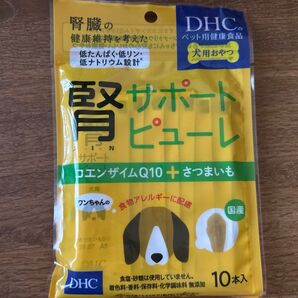 腎臓の
健康維持を考えた
低たんぱく・低リン・
低ナトリウム設計
DHCの
ペット用健康食品
犬用おやつ
腎
JIN
サポート
ピューレ
コエンザイムQ10+さつまいも
サポート
犬用
ワンちゃんの
食物アレルギーに配慮
国産
食塩・砂糖は使用していません。
着色料・香料・保存料・化学調味料 無添加
10本入
DHC